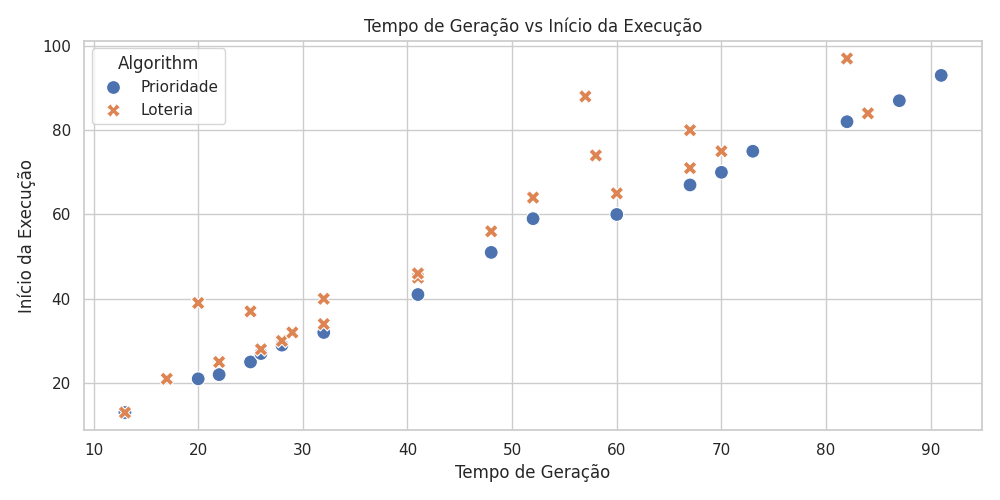 Tempo de Geração vs Início da Execução
Algorithm
Prioridade
Loteria
Início da Execução
100
80
60
40
20
10 20 30 40 50 60 70 80 90
Tempo de Geração